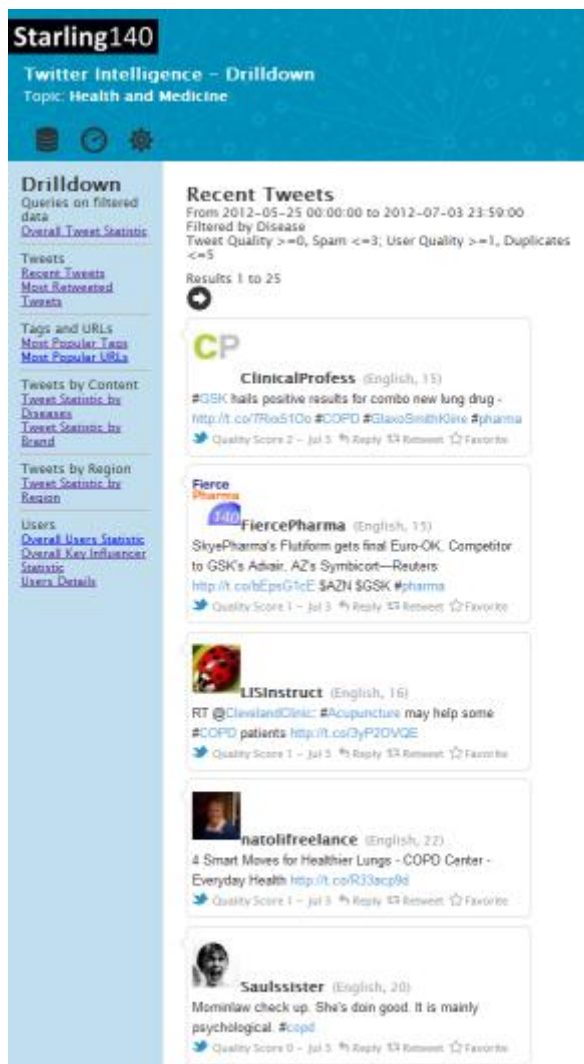 Starling140
Twitter Intelligence – Drilldown
Topic: Health and Medicine
Drilldown
Queries on filtered
data
Overall Tweet Statistic
Tweets
Recent Tweets
Most Retweeted
Tweets
Tags and URLs
Most Popular Tags
Most Popular URLs
Tweets by Content
Tweet Statistic by
Diseases
Tweet Statistic by
Brand
Tweets by Region
Tweet Statistic by
Region
Users
Overall Users Statistic
Overall Key Influencer
Statistic
Users Details
Recent Tweets
From 2012-05-25 00:00:00 to 2012-07-03 23:59:00
Filtered by Disease
Tweet Quality >=0, Spam <=3; User Quality >=1, Duplicates
<=5
Results 1 to 25
CP
ClinicalProfess (English, 15)
#GSK hails positive results for combo new lung drug -
#COPD #GlaxoSmithKline #pharma
Quality Score 2 – Jul 3 Reply Retweet Favorite
Fierce
Pharma
140
FiercePharma (English, 15)
SkyePharma's Flutiform gets final Euro-OK. Competitor
to GSK's Advair, AZ's Symbicort—Reuters
http://t.co/bEpsG1cE $AZN $GSK #pharma
Quality Score 1 – Jul 3 Reply Retweet Favorite
LISInstruct (English, 16)
RT @ClevelandClinic: #Acupuncture may help some
#COPD patients http://t.co/3yP2OVQE
Quality Score 1 – Jul 3 Reply Retweet Favorite
natolifreelance (English, 22)
4 Smart Moves for Healthier Lungs - COPD Center -
Everyday Health http://t.co/R33acp9d
Quality Score 1 – Jul 3 Reply Retweet Favorite
Saulssister (English, 20)
Mominlaw check up. She's doin good. It is mainly
psychological. #copd
Quality Score 0 – Jul 3 Reply Retweet Favorite